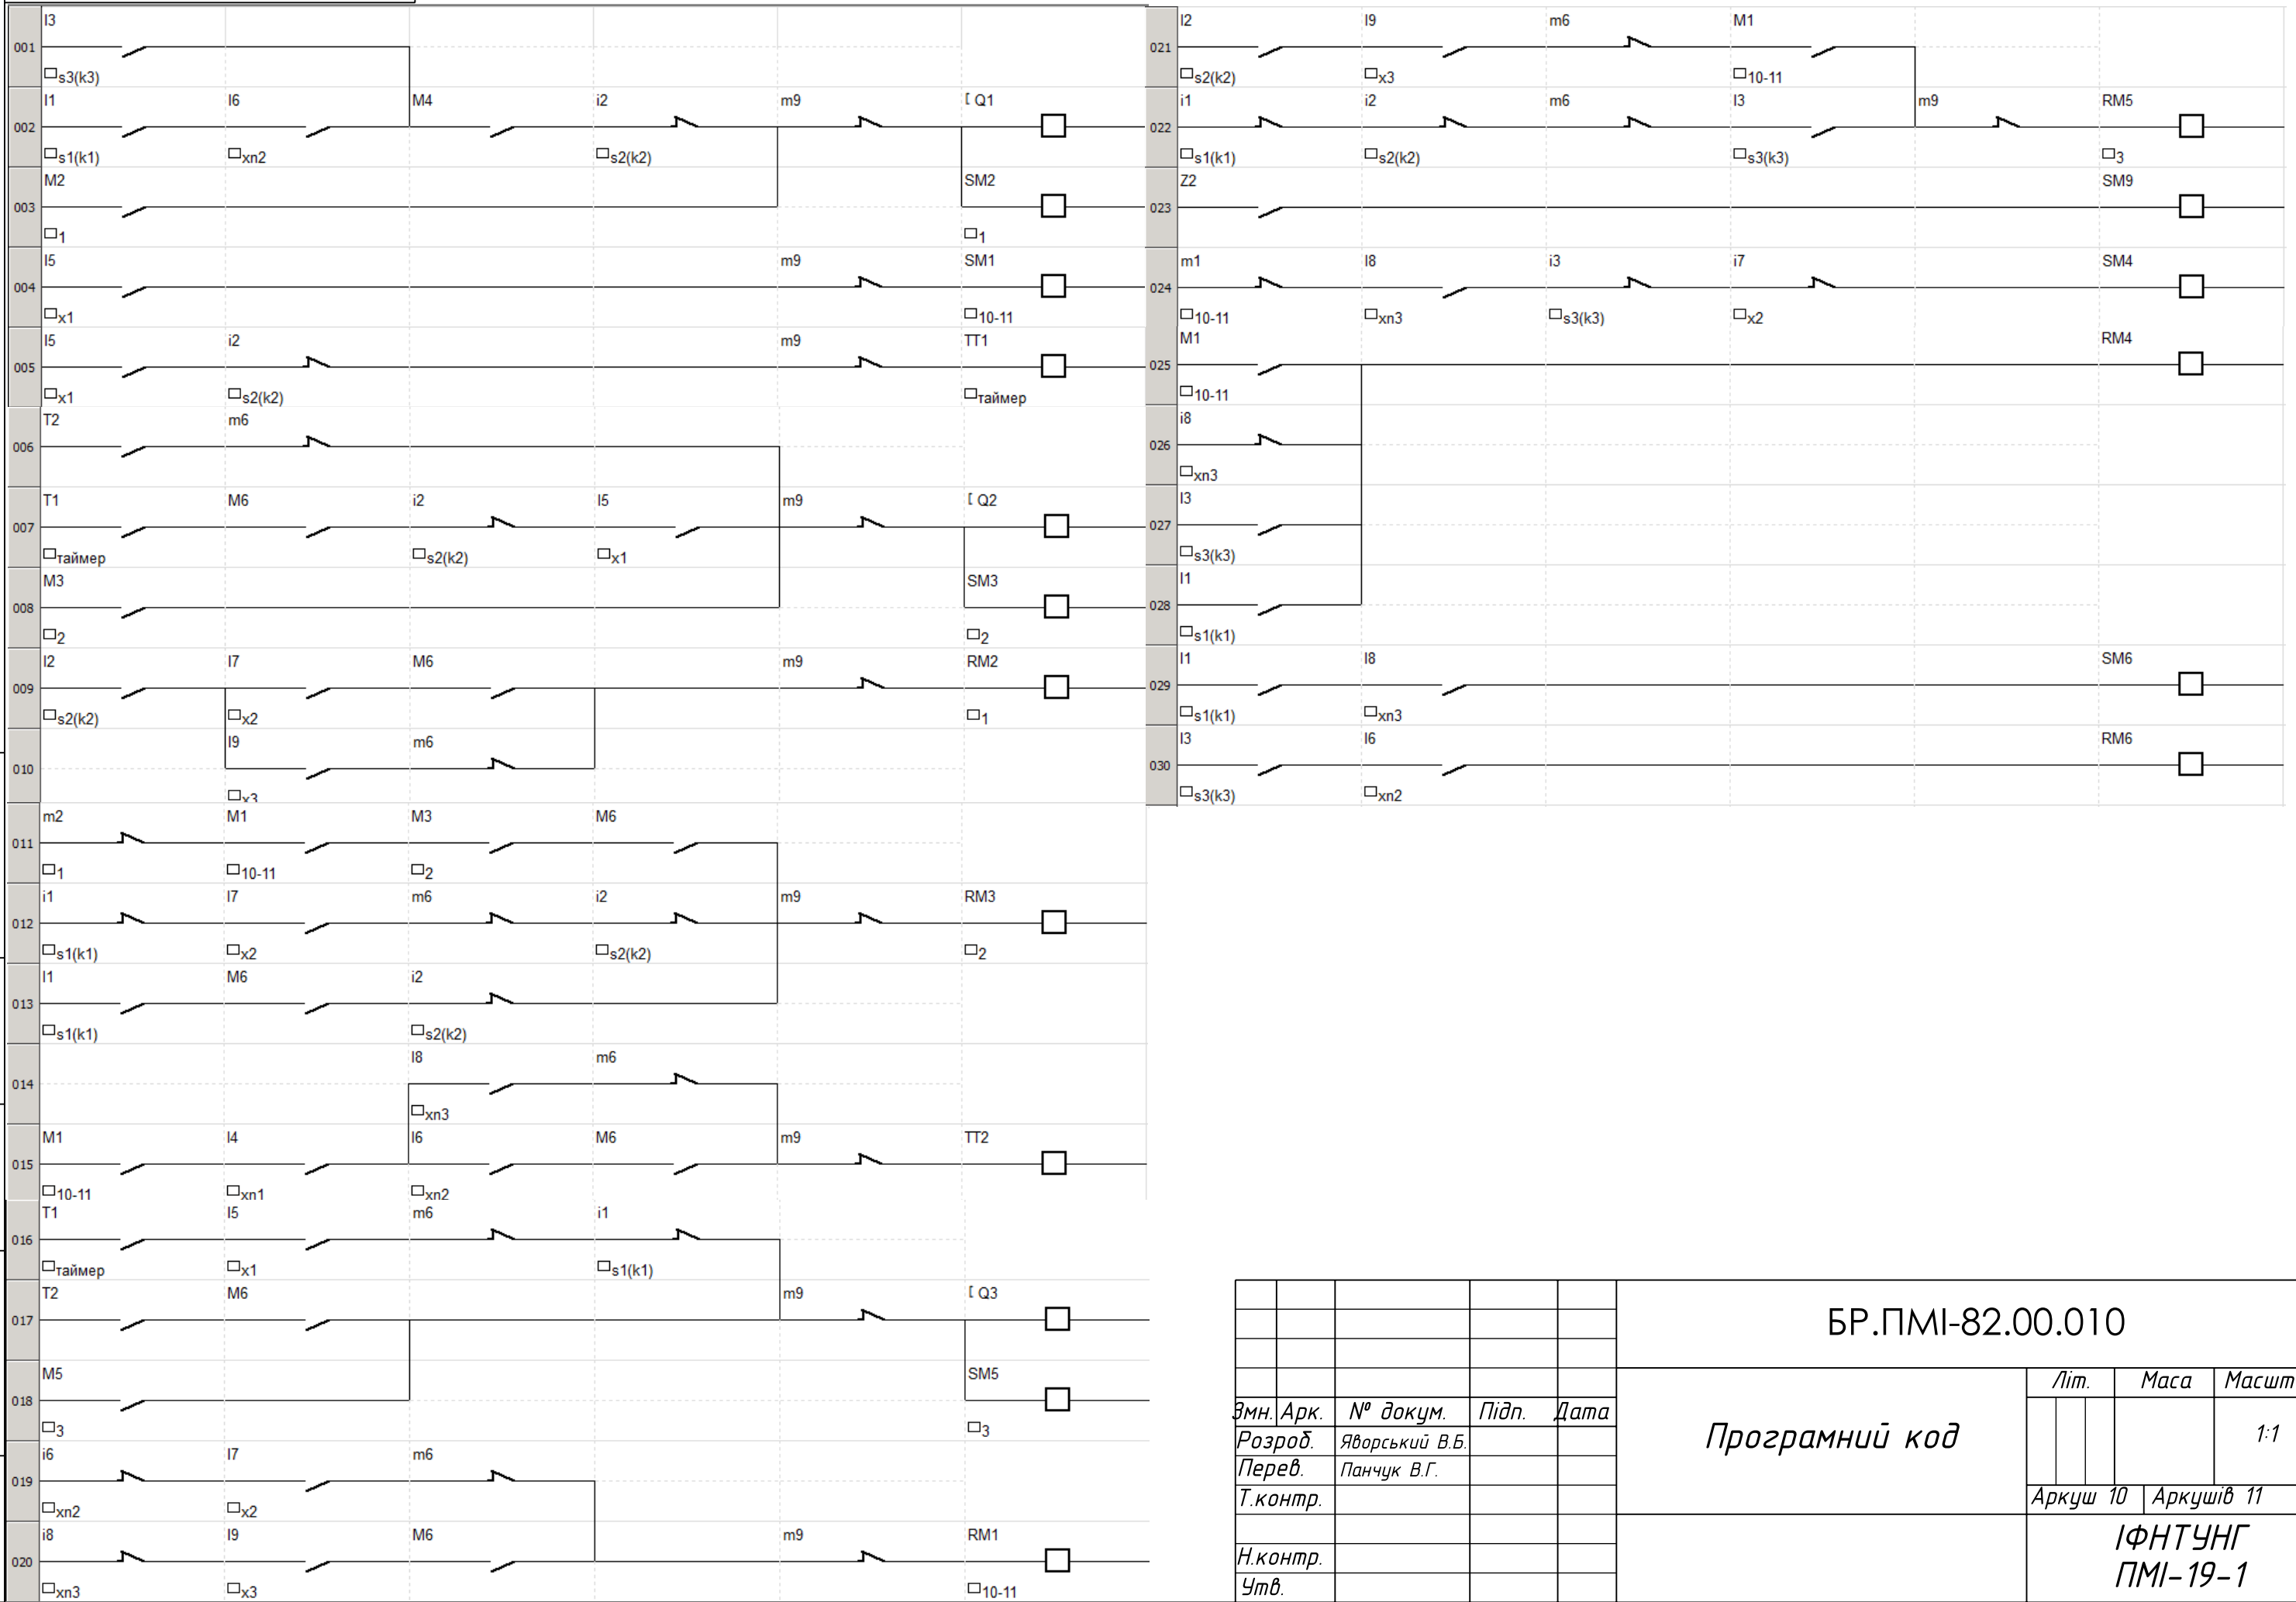 I3
001
s3(k3)
I1 I6 M4 i2 m9 [ Q1
002
s1(k1) xn2 s2(k2)
M2 SM2
003
1 1
I5 m9 SM1
004
x1 10-11
I5 i2 m9 TT1
005
x1 s2(k2) таймер
T2 m6
006
T1 M6 i2 I5 m9 [ Q2
007
таймер s2(k2) x1
M3 SM3
008
2 2
I2 I7 M6 m9 RM2
009
s2(k2) x2 1
I9 m6
010
x3
m2 M1 M3 M6
011
1 10-11 2
i1 I7 m6 i2 m9 RM3
012
s1(k1) x2 s2(k2) 2
I1 M6 i2
013
s1(k1) s2(k2)
I8 m6
014
xn3
M1 I4 I6 M6 m9 TT2
015
10-11 xn1 xn2
T1 I5 m6 i1
016
таймер x1 s1(k1)
T2 M6 m9 [ Q3
017
M5 SM5
018
3 3
i6 I7 m6
019
xn2 x2
i8 I9 M6 m9 RM1
020
xn3 x3 10-11
I2 I9 m6 M1
021
s2(k2) x3 10-11
i1 i2 m6 I3 m9 RM5
022
s1(k1) s2(k2) s3(k3) 3
Z2 SM9
023
m1 I8 i3 i7 SM4
024
10-11 xn3 s3(k3) x2
M1 RM4
025
10-11
i8
026
xn3
I3
027
s3(k3)
I1
028
s1(k1)
I1 I8 SM6
029
s1(k1) xn3
I3 I6 RM6
030
s3(k3) xn2
БР.ПМІ-82.00.010
Змн. Арк. № докум. Підп. Дата
Розроб. Яворський В.Б.
Перев. Панчук В.Г.
Т.контр.
Н.контр.
Утв.
Програмний код
Літ. Маса Масшт
1:1
Аркуш 10 Аркушів 11
ІФНТУНГ
ПМІ-19-1